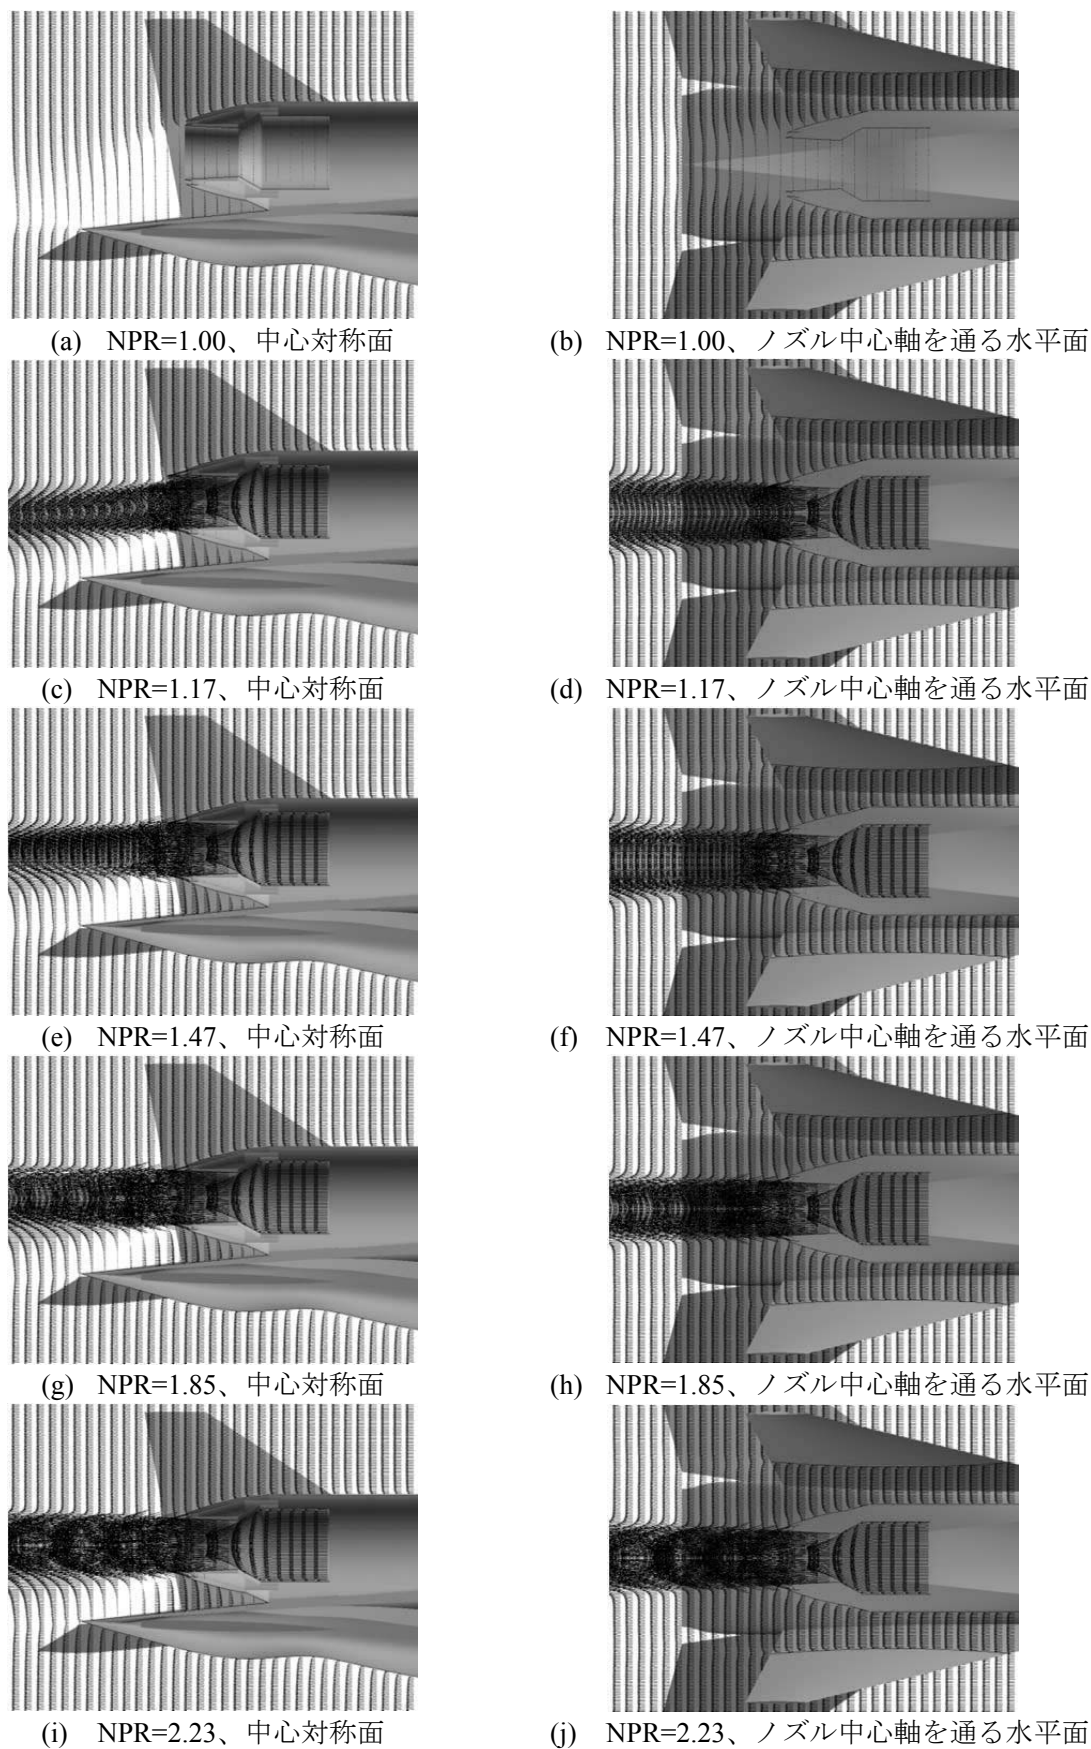 (a) NPR=1.00、中心対称面
(b) NPR=1.00、ノズル中心軸を通る水平面
(c) NPR=1.17、中心対称面
(d) NPR=1.17、ノズル中心軸を通る水平面
(e) NPR=1.47、中心対称面
(f) NPR=1.47、ノズル中心軸を通る水平面
(g) NPR=1.85、中心対称面
(h) NPR=1.85、ノズル中心軸を通る水平面
(i) NPR=2.23、中心対称面
(j) NPR=2.23、ノズル中心軸を通る水平面